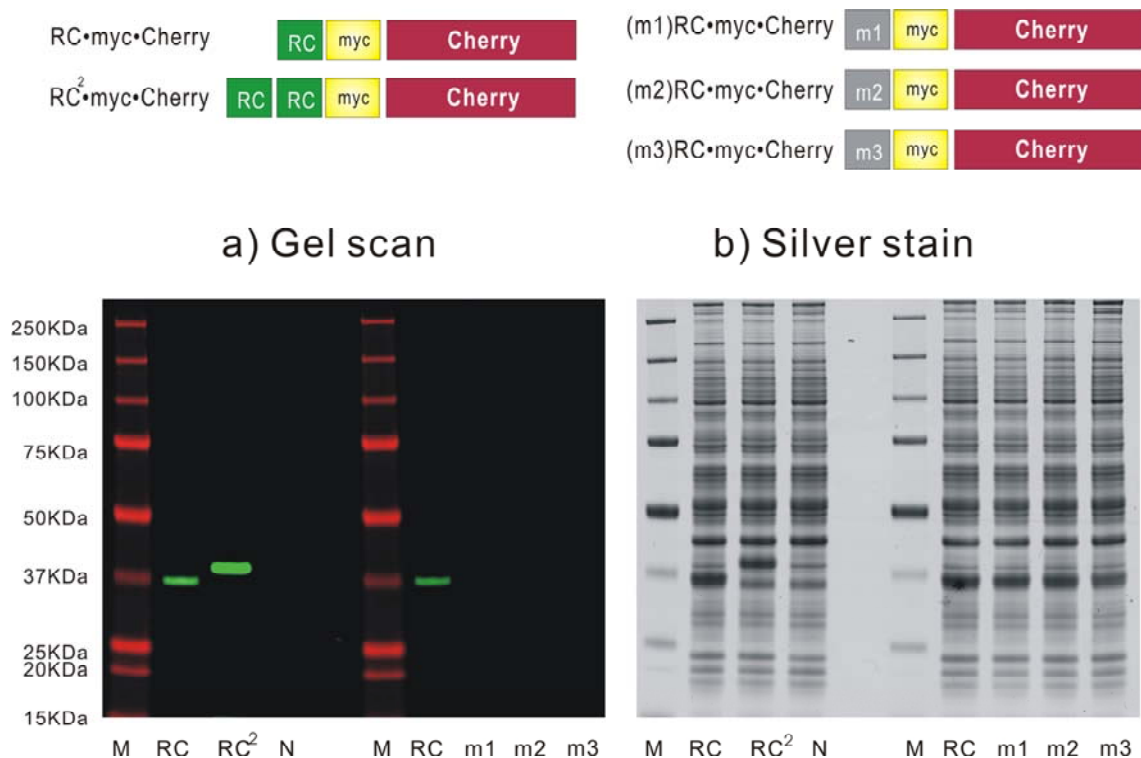 RC•myc•Cherry RC myc Cherry
RC²•myc•Cherry RC RC myc Cherry
(m1)RC•myc•Cherry m1 myc Cherry
(m2)RC•myc•Cherry m2 myc Cherry
(m3)RC•myc•Cherry m3 myc Cherry
a) Gel scan
250KDa
150KDa
100KDa
75KDa
50KDa
37KDa
25KDa
20KDa
15KDa
M RC RC² N M RC m1 m2 m3
b) Silver stain
M RC RC² N M RC m1 m2 m3